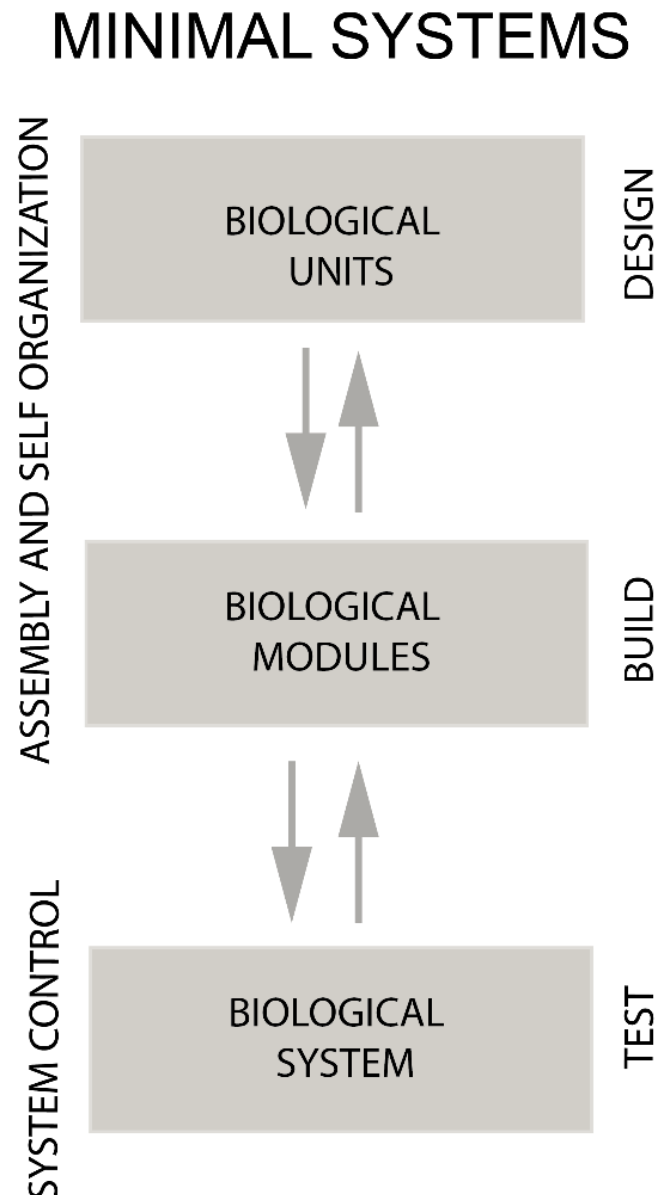 MINIMAL SYSTEMS
ASSEMBLY AND SELF ORGANIZATION
BIOLOGICAL
UNITS
DESIGN
BIOLOGICAL
MODULES
BUILD
SYSTEM CONTROL
BIOLOGICAL
SYSTEM
TEST